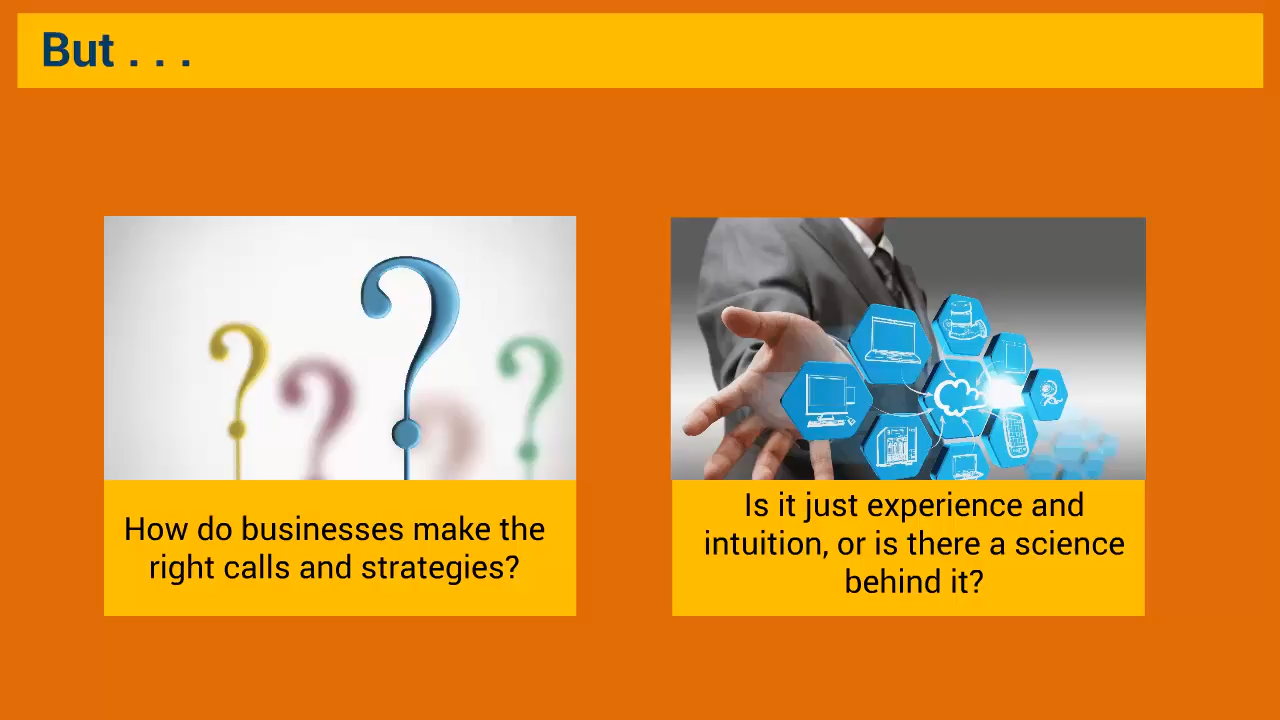 But . . .
How do businesses make the
right calls and strategies?
Is it just experience and
intuition, or is there a science
behind it?